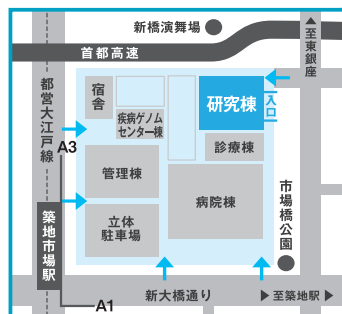 新橋演舞場
▲至東銀座
首都高速
都営大江戸線
宿舎
疾病ゲノム
センター棟
研究棟
入口
診療棟
A3
管理棟
病院棟
築地市場駅
立体
駐車場
市場橋公園
新大橋通り
▶至築地駅▶
A1